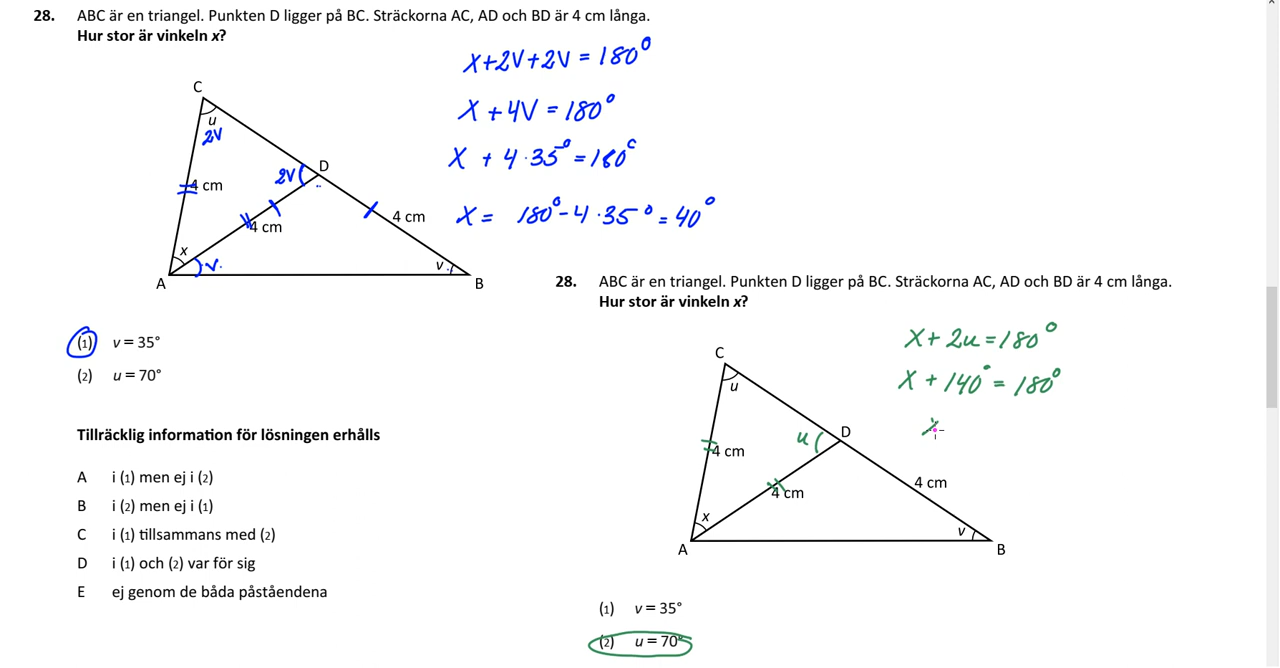 28. ABC är en triangel. Punkten D ligger på BC. Sträckorna AC, AD och BD är 4 cm långa.
Hur stor är vinkeln x?
x+2v+2v = 180°
x + 4v = 180°
x + 4·35° = 180°
x = 180° - 4·35° = 40°
C
u
2v
D
2v
4 cm
4 cm
4 cm
x
v
v
A
B
(1) v = 35°
(2) u = 70°
Tillräcklig information för lösningen erhålls
A i (1) men ej i (2)
B i (2) men ej i (1)
C i (1) tillsammans med (2)
D i (1) och (2) var för sig
E ej genom de båda påståendena
28. ABC är en triangel. Punkten D ligger på BC. Sträckorna AC, AD och BD är 4 cm långa.
Hur stor är vinkeln x?
x + 2u = 180°
x + 140° = 180°
x
C
u
D
u
4 cm
4 cm
4 cm
x
v
A
B
(1) v = 35°
(2) u = 70°